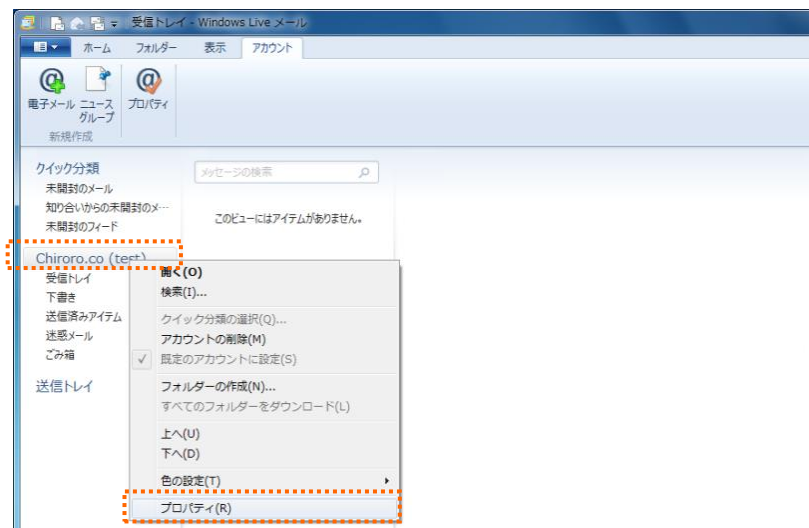 受信トレイ - Windows Live メール
ホーム フォルダー 表示 アカウント
電子メール ニュース グループ プロパティ
新規作成
クイック分類
未開封のメール
知り合いからの未開封のメ…
未開封のフィード
メッセージの検索
このビューにはアイテムがありません。
Chiroro.co (test)
受信トレイ
下書き
送信済みアイテム
迷惑メール
ごみ箱
送信トレイ
開く(O)
検索(I)...
クイック分類の選択(Q)...
アカウントの削除(M)
既定のアカウントに設定(S)
フォルダーの作成(N)...
すべてのフォルダーをダウンロード(L)
上へ(U)
下へ(D)
色の設定(T)
プロパティ(R)